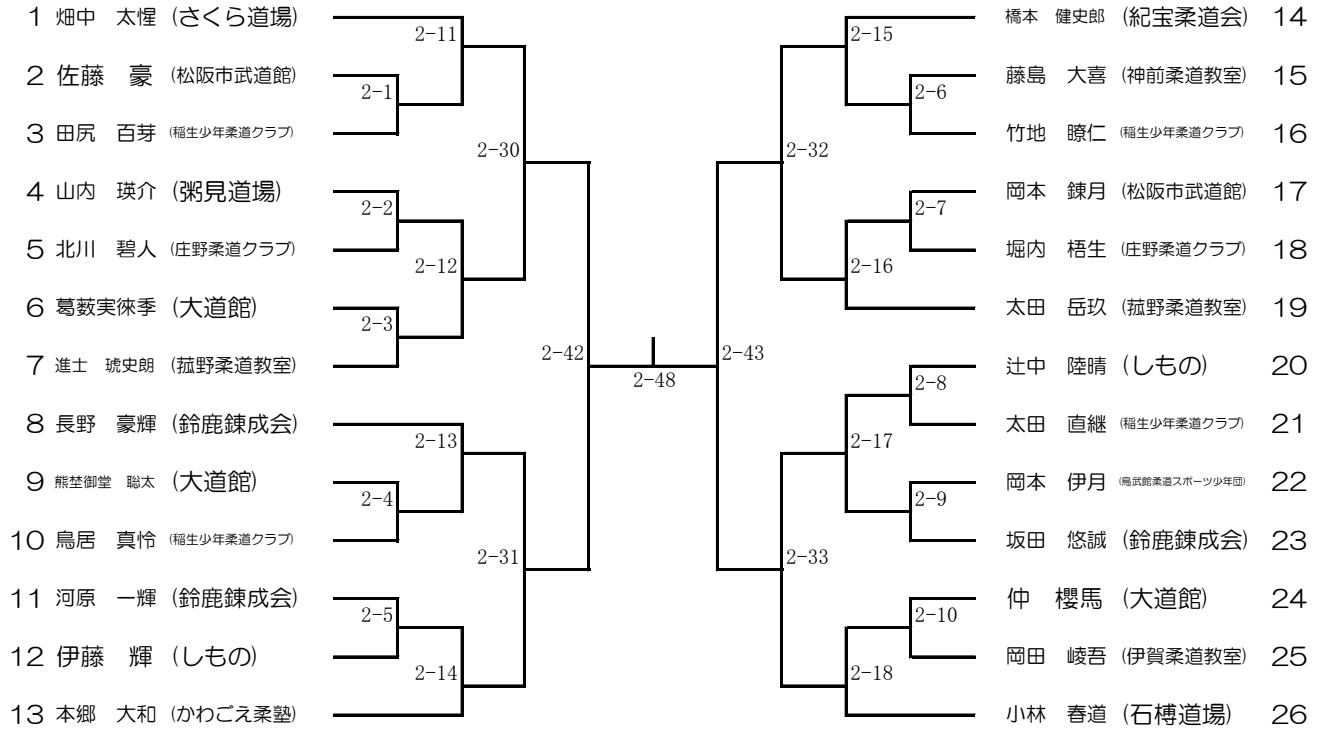 1 畑中 太惺 (さくら道場)
2-11
2 佐藤 豪 (松阪市武道館)
2-1
3 田尻 百芽 (稲生少年柔道クラブ)
2-30
4 山内 瑛介 (粥見道場)
2-2
5 北川 碧人 (庄野柔道クラブ)
2-12
6 葛薮実徠季 (大道館)
2-3
7 進士 琥史朗 (菰野柔道教室)
2-42
8 長野 豪輝 (鈴鹿錬成会)
2-13
9 熊埜御堂 聡太 (大道館)
2-4
10 鳥居 真怜 (稲生少年柔道クラブ)
2-31
11 河原 一輝 (鈴鹿錬成会)
2-5
12 伊藤 輝 (しもの)
2-14
13 本郷 大和 (かわごえ柔塾)
2-48
橋本 健史郎 (紀宝柔道会) 14
2-15
藤島 大喜 (神前柔道教室) 15
2-6
竹地 瞭仁 (稲生少年柔道クラブ) 16
2-32
岡本 錬月 (松阪市武道館) 17
2-7
堀内 梧生 (庄野柔道クラブ) 18
2-16
太田 岳玖 (菰野柔道教室) 19
2-43
辻中 陸晴 (しもの) 20
2-8
太田 直継 (稲生少年柔道クラブ) 21
2-17
岡本 伊月 (鳥武館柔道スポーツ少年団) 22
2-9
坂田 悠誠 (鈴鹿錬成会) 23
2-33
仲 櫻馬 (大道館) 24
2-10
岡田 崚吾 (伊賀柔道教室) 25
2-18
小林 春道 (石榑道場) 26